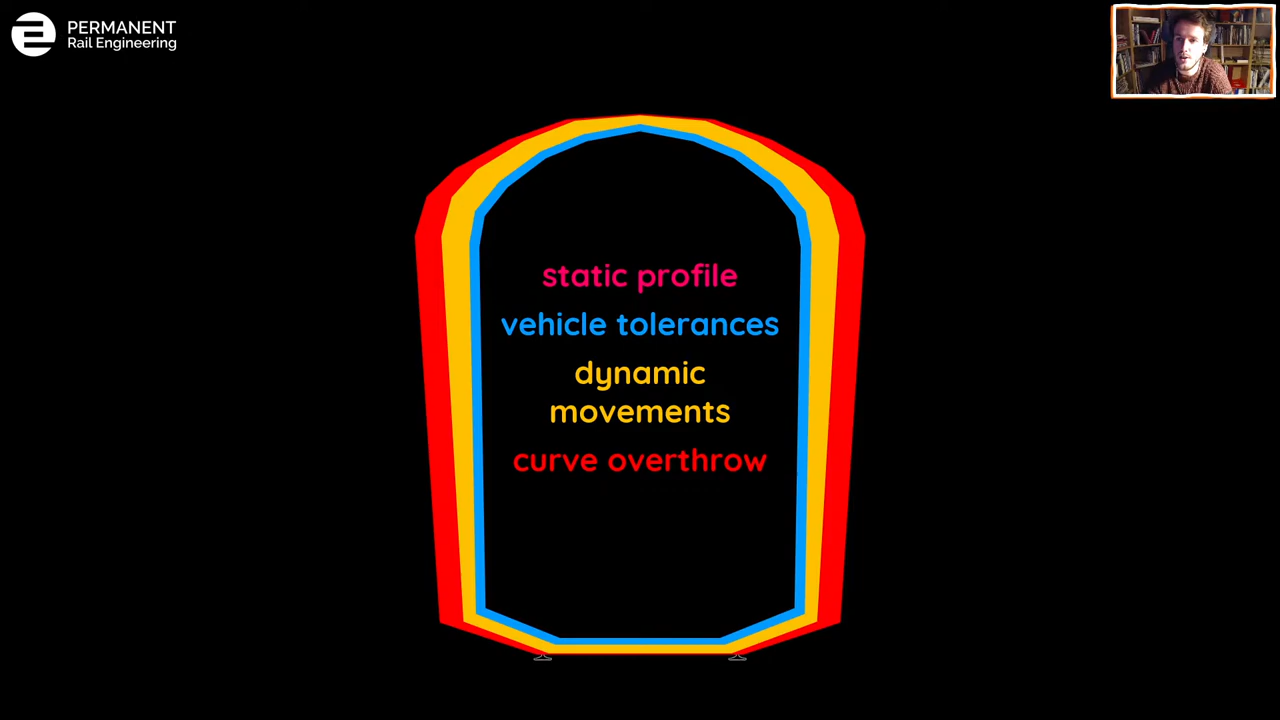 PERMANENT
Rail Engineering
static profile
vehicle tolerances
dynamic
movements
curve overthrow